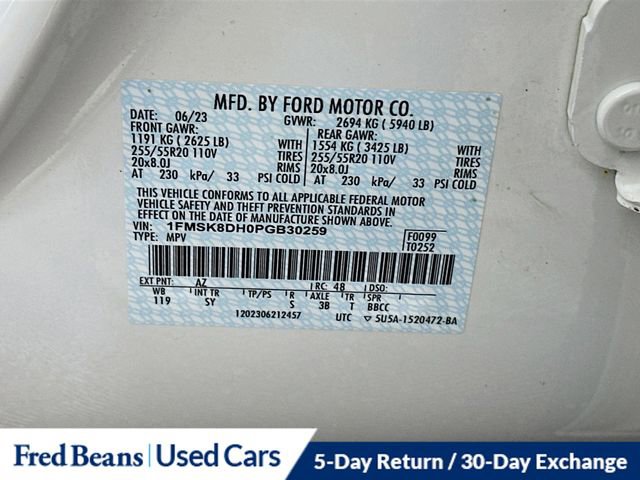 MFD. BY FORD MOTOR CO.
DATE: 06/23 GVWR: 2694 KG ( 5940 LB)
FRONT GAWR: REAR GAWR:
1191 KG ( 2625 LB) WITH 1554 KG ( 3425 LB) WITH
255/55R20 110V TIRES 255/55R20 110V TIRES
20x8.0J RIMS 20x8.0J RIMS
AT 230 kPa/ 33 PSI COLD AT 230 kPa/ 33 PSI COLD
THIS VEHICLE CONFORMS TO ALL APPLICABLE FEDERAL MOTOR
VEHICLE SAFETY AND THEFT PREVENTION STANDARDS IN EFFECT
ON THE DATE OF MANUFACTURE SHOWN ABOVE.
VIN: 1FMSK8DH0PGB30259 F0099
TYPE: MPV T0252
EXT PNT: AZ RC: 48 DSO:
WB INT TR TP/PS R AXLE TR SPR
119 SY S 3B T BBCC
1202306212457 UTC ▽ 5U5A-1520472-BA
Fred Beans | Used Cars 5-Day Return / 30-Day Exchange